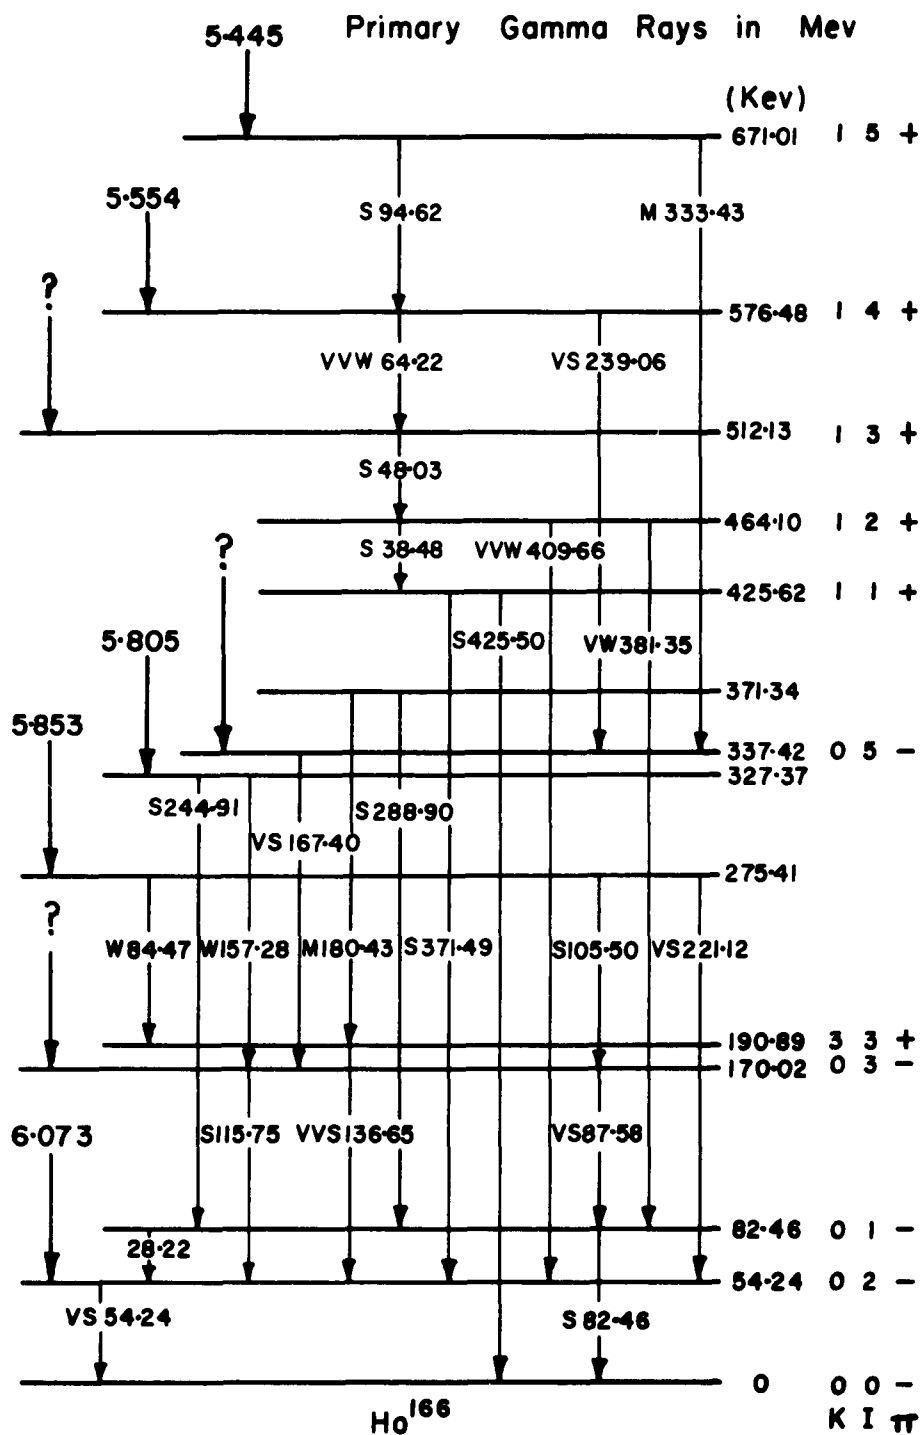 5·445 Primary Gamma Rays in Mev
(Kev)
671·01 1 5 +
5·554
S 94·62 M 333·43
?
576·48 1 4 +
VVW 64·22 VS 239·06
512·13 1 3 +
S 48·03
464·10 1 2 +
? S 38·48 VVW 409·66
425·62 1 1 +
5·805 S425·50 VW381·35
371·34
5·853
337·42 0 5 −
327·37
S244·91 S288·90
VS 167·40
275·41
?
W84·47 W157·28 M180·43 S371·49 S105·50 VS221·12
190·89 3 3 +
170·02 0 3 −
6·073 S115·75 VVS136·65 VS87·58
82·46 0 1 −
28·22
54·24 0 2 −
VS 54·24 S 82·46
0 0 0 −
Ho166 K I π